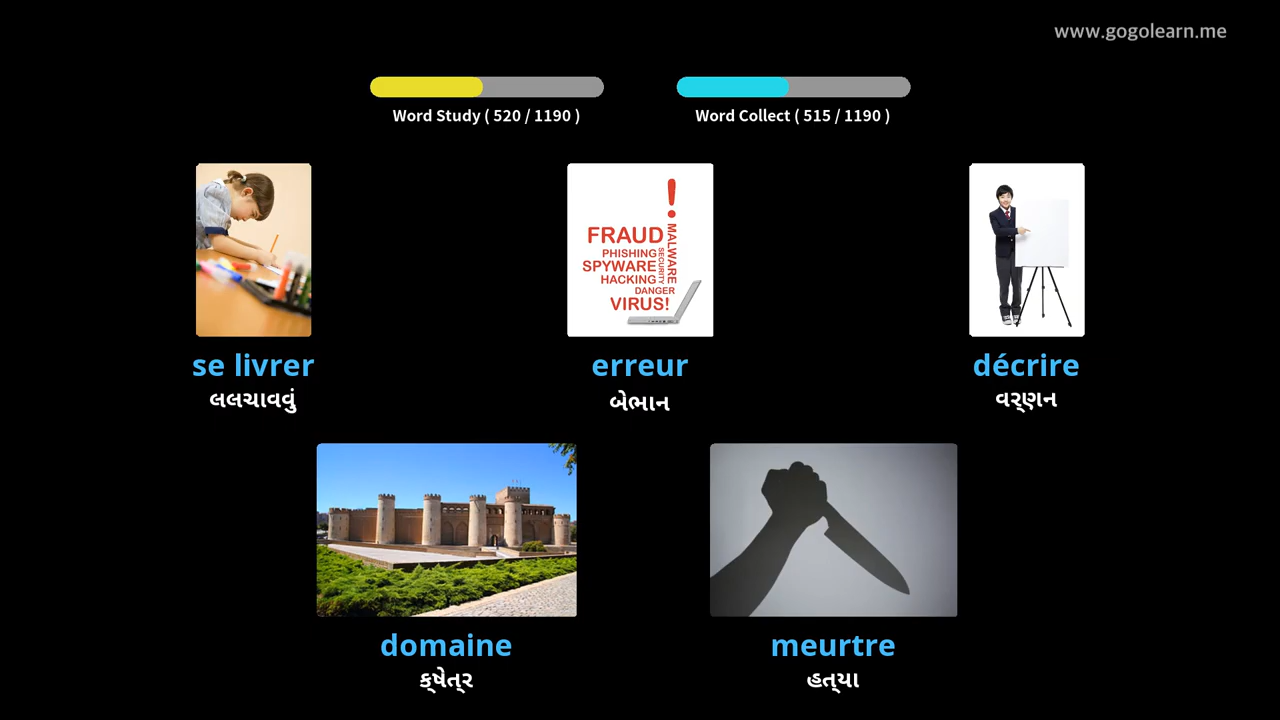 www.gogolearn.me
Word Study ( 520 / 1190 )
Word Collect ( 515 / 1190 )
FRAUD
PHISHING
SPYWARE
HACKING
DANGER
VIRUS!
SECURITY
MALWARE
!
se livrer
લલચાવવું
erreur
બેભાન
décrire
વર્ણન
domaine
ક્ષેત્ર
meurtre
હત્યા